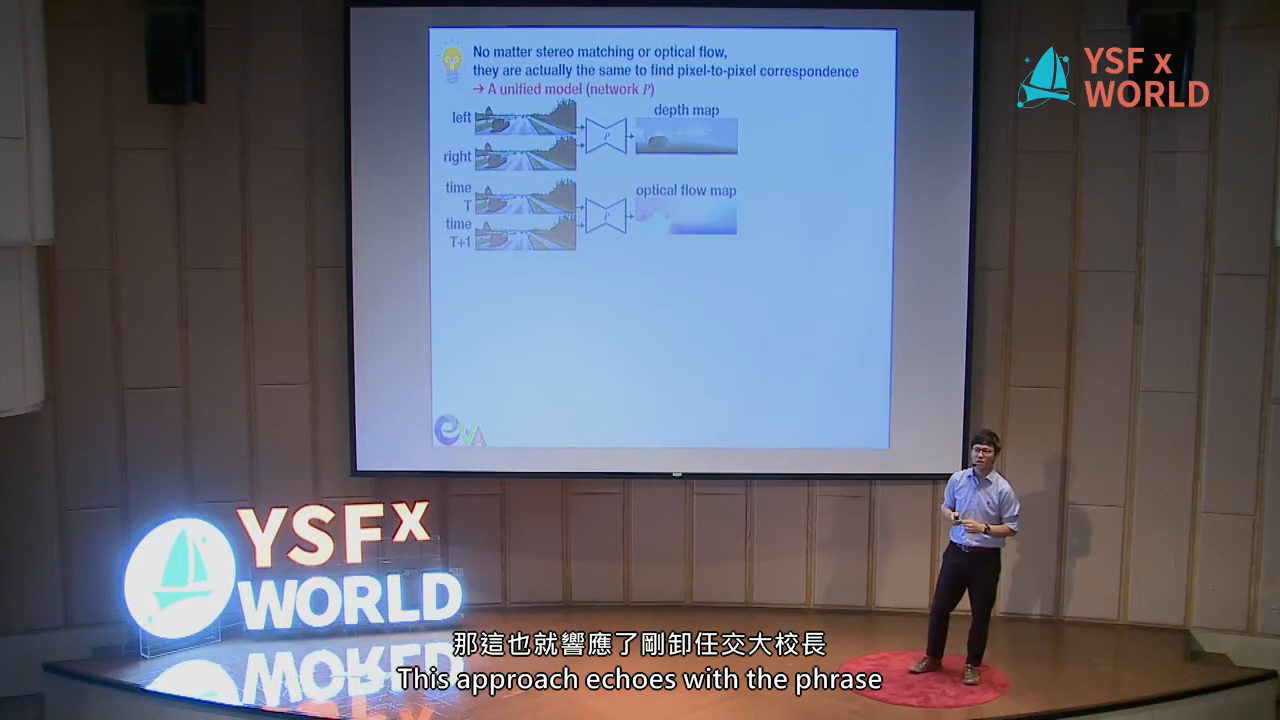 No matter stereo matching or optical flow,
they are actually the same to find pixel-to-pixel correspondence
→ A unified model (network P)
left
right
depth map
P
time
T
time
T+1
optical flow map
P
YSF x
WORLD
YSF x
WORLD
那這也就響應了剛卸任交大校長
This approach echoes with the phrase